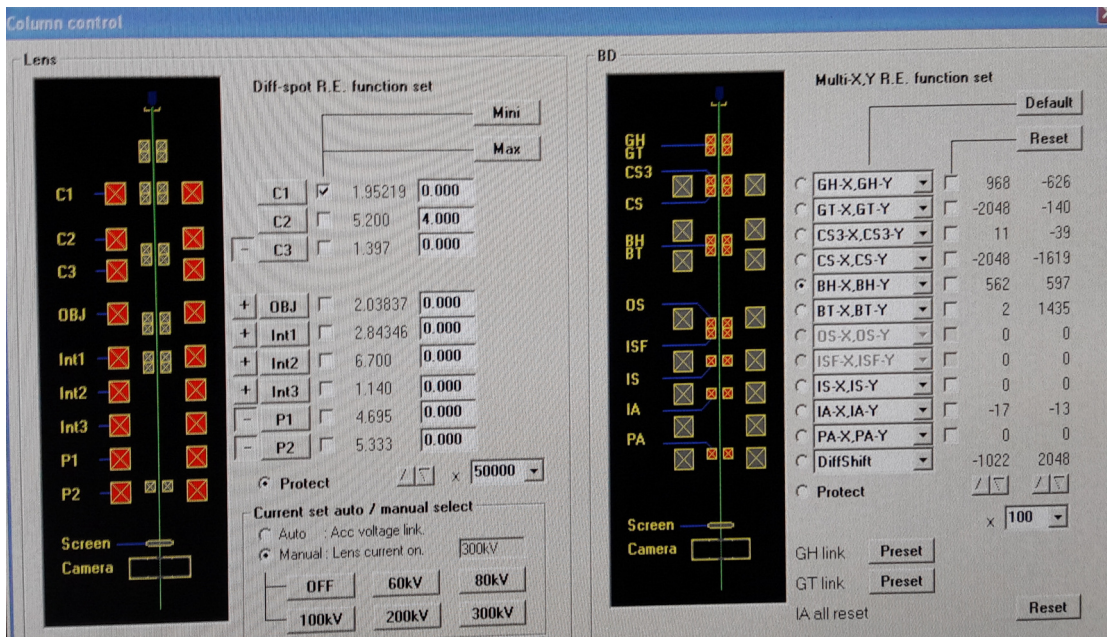 Column control
Lens
Diff-spot R.E. function set
Mini
Max
C1 C1 1.95219 0.000
C2 C2 5.200 4.000
C3 - C3 1.397 0.000
OBJ + OBJ 2.03837 0.000
Int1 + Int1 2.84346 0.000
Int2 + Int2 6.700 0.000
Int3 + Int3 1.140 0.000
P1 - P1 4.695 0.000
P2 - P2 5.333 0.000
Protect x 50000
Screen
Camera
Current set auto / manual select
Auto : Acc voltage link.
Manual : Lens current on. 300kV
OFF 60kV 80kV
100kV 200kV 300kV
BD
Multi-X,Y R.E. function set
Default
Reset
GH
GT
CS3
CS
BH
BT
OS
ISF
IS
IA
PA
Screen
Camera
GH-X,GH-Y 968 -626
GT-X,GT-Y -2048 -140
CS3-X,CS3-Y 11 -39
CS-X,CS-Y -2048 -1619
BH-X,BH-Y 562 597
BT-X,BT-Y 2 1435
OS-X,OS-Y 0 0
ISF-X,ISF-Y 0 0
IS-X,IS-Y 0 0
IA-X,IA-Y -17 -13
PA-X,PA-Y 0 0
DiffShift -1022 2048
Protect
x 100
GH link Preset
GT link Preset
IA all reset Reset